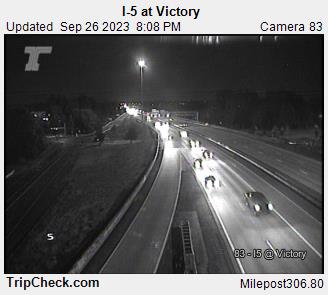 I-5 at Victory
Updated Sep 26 2023 8:08 PM Camera 83
T
S
83 - I5 @ Victory
TripCheck.com Milepost306.80